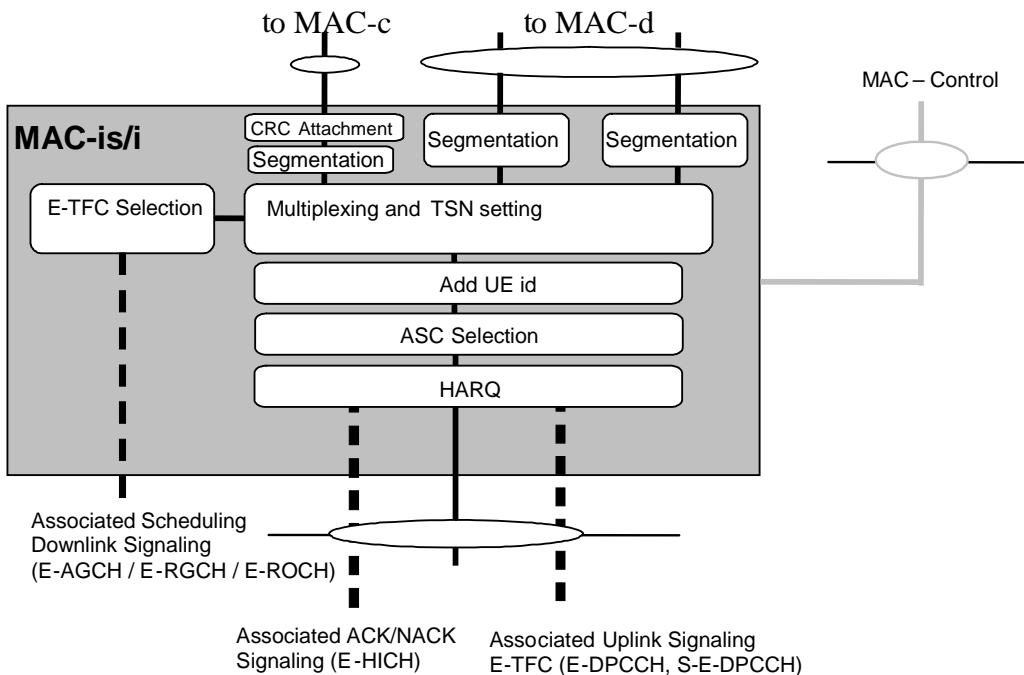 to MAC-c
to MAC-d
MAC – Control
MAC-is/i
CRC Attachment
Segmentation
Segmentation
Segmentation
E-TFC Selection
Multiplexing and TSN setting
Add UE id
ASC Selection
HARQ
Associated Scheduling
Downlink Signaling
(E-AGCH / E-RGCH / E-ROCH)
Associated ACK/NACK
Signaling (E-HICH)
Associated Uplink Signaling
E-TFC (E-DPCCH, S-E-DPCCH)